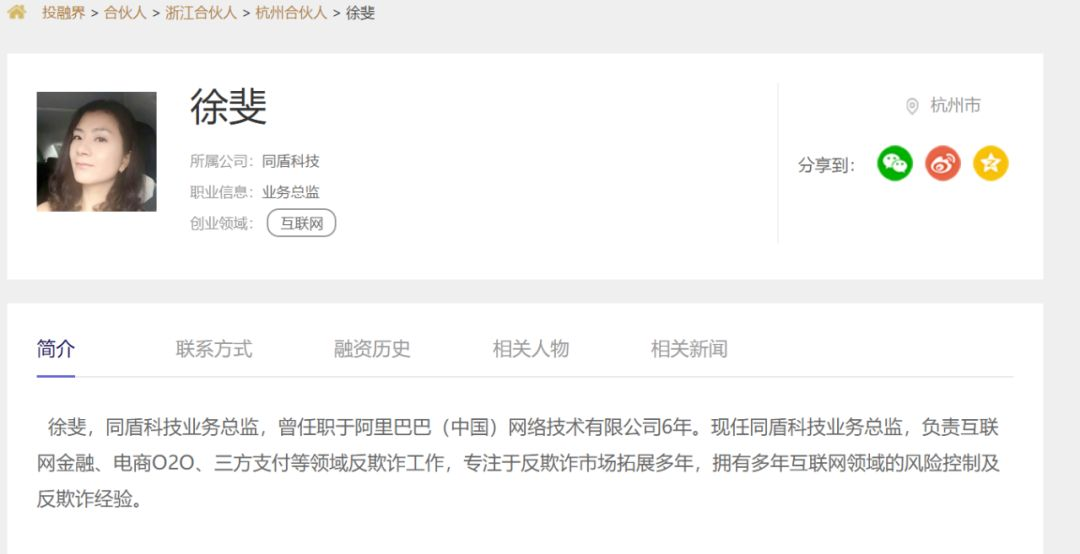 投融界 > 合伙人 > 浙江合伙人 > 杭州合伙人 > 徐斐
徐斐
杭州市
所属公司：同盾科技
分享到：
职业信息：业务总监
创业领域：互联网
简介 联系方式 融资历史 相关人物 相关新闻
徐斐，同盾科技业务总监，曾任职于阿里巴巴（中国）网络技术有限公司6年。现任同盾科技业务总监，负责互联
网金融、电商O2O、三方支付等领域反欺诈工作，专注于反欺诈市场拓展多年，拥有多年互联网领域的风险控制及
反欺诈经验。